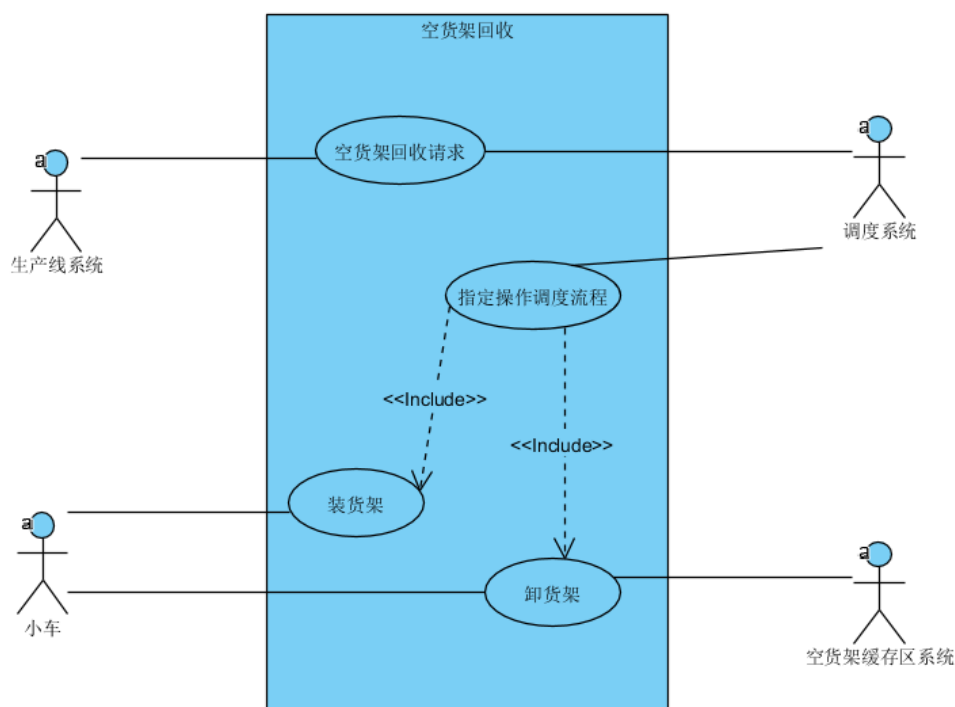 空货架回收
a
空货架回收请求
a
生产线系统
调度系统
指定操作调度流程
<<Include>>
<<Include>>
装货架
a
小车
卸货架
a
空货架缓存区系统